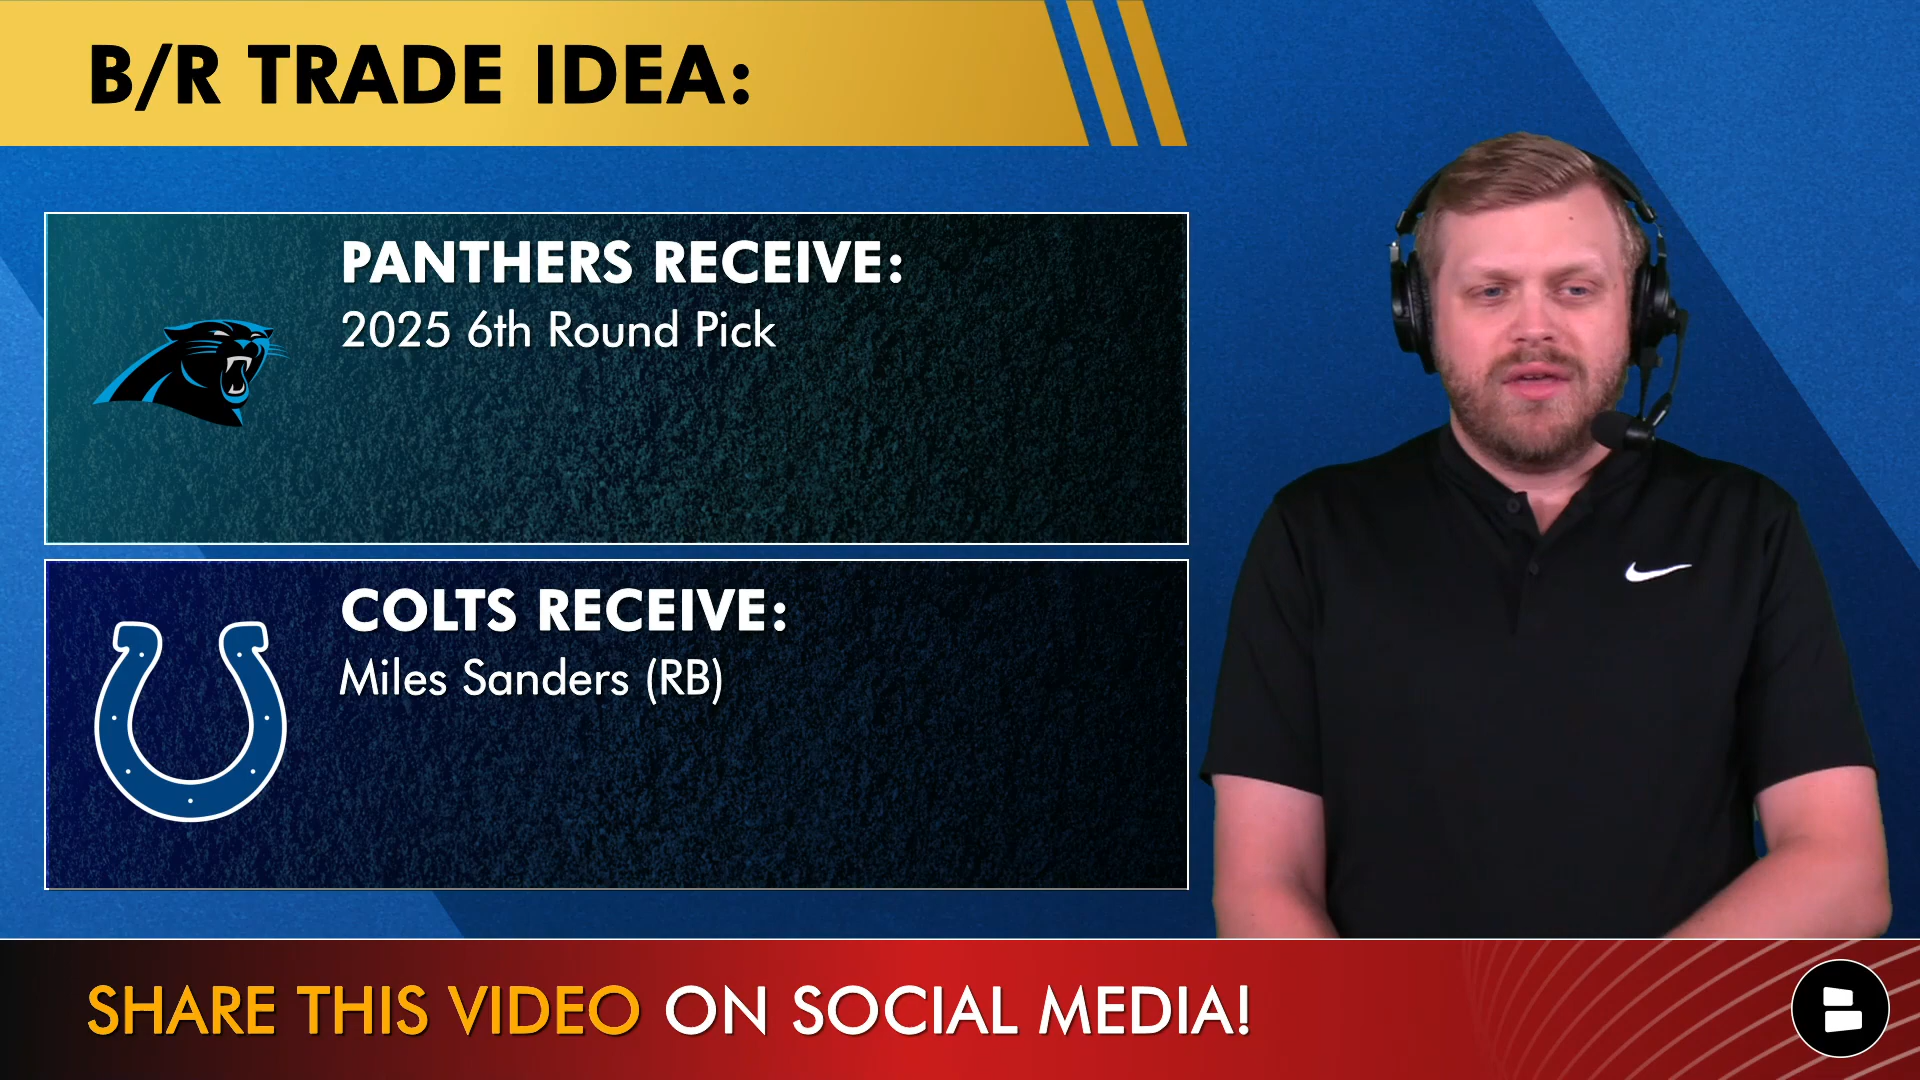 B/R TRADE IDEA:
PANTHERS RECEIVE:
2025 6th Round Pick
COLTS RECEIVE:
Miles Sanders (RB)
SHARE THIS VIDEO ON SOCIAL MEDIA!